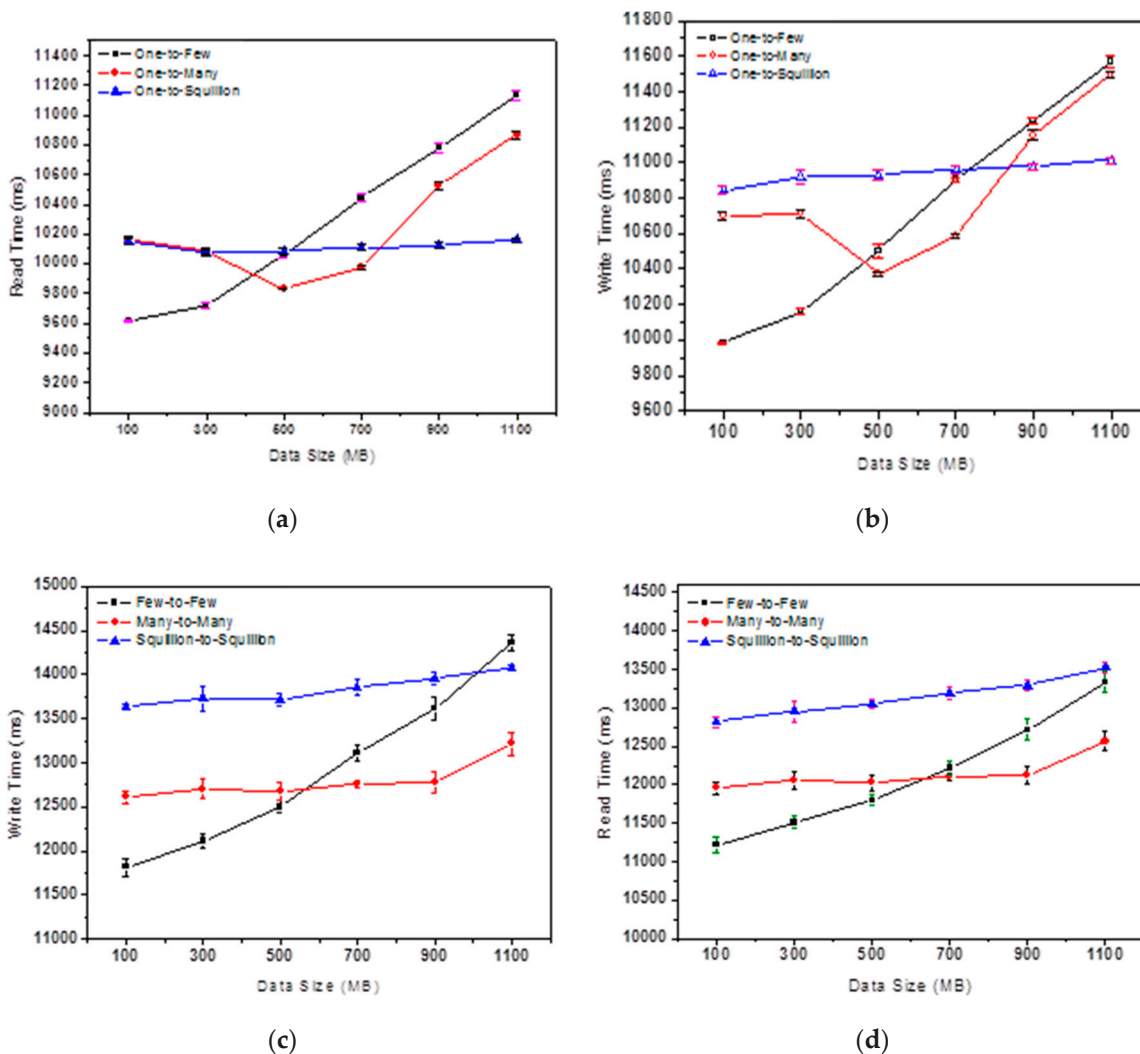 11400
11200
11000
10800
10600
10400
10200
10000
9800
9600
9400
9200
9000
Read Time (ms)
One-to-Few
One-to-Many
One-to-Squillion
100 300 500 700 900 1100
Data Size (MB)
(a)
11800
11600
11400
11200
11000
10800
10600
10400
10200
10000
9800
9600
Write Time (ms)
One-to-Few
One-to-Many
One-to-Squillion
100 300 500 700 900 1100
Data Size (MB)
(b)
15000
14500
14000
13500
13000
12500
12000
11500
11000
Write Time (ms)
Few-to-Few
Many-to-Many
Squillion-to-Squillion
100 300 500 700 900 1100
Data Size (MB)
(c)
14500
14000
13500
13000
12500
12000
11500
11000
10500
10000
Read Time (ms)
Few-to-Few
Many-to-Many
Squillion-to-Squillion
100 300 500 700 900 1100
Data Size (MB)
(d)